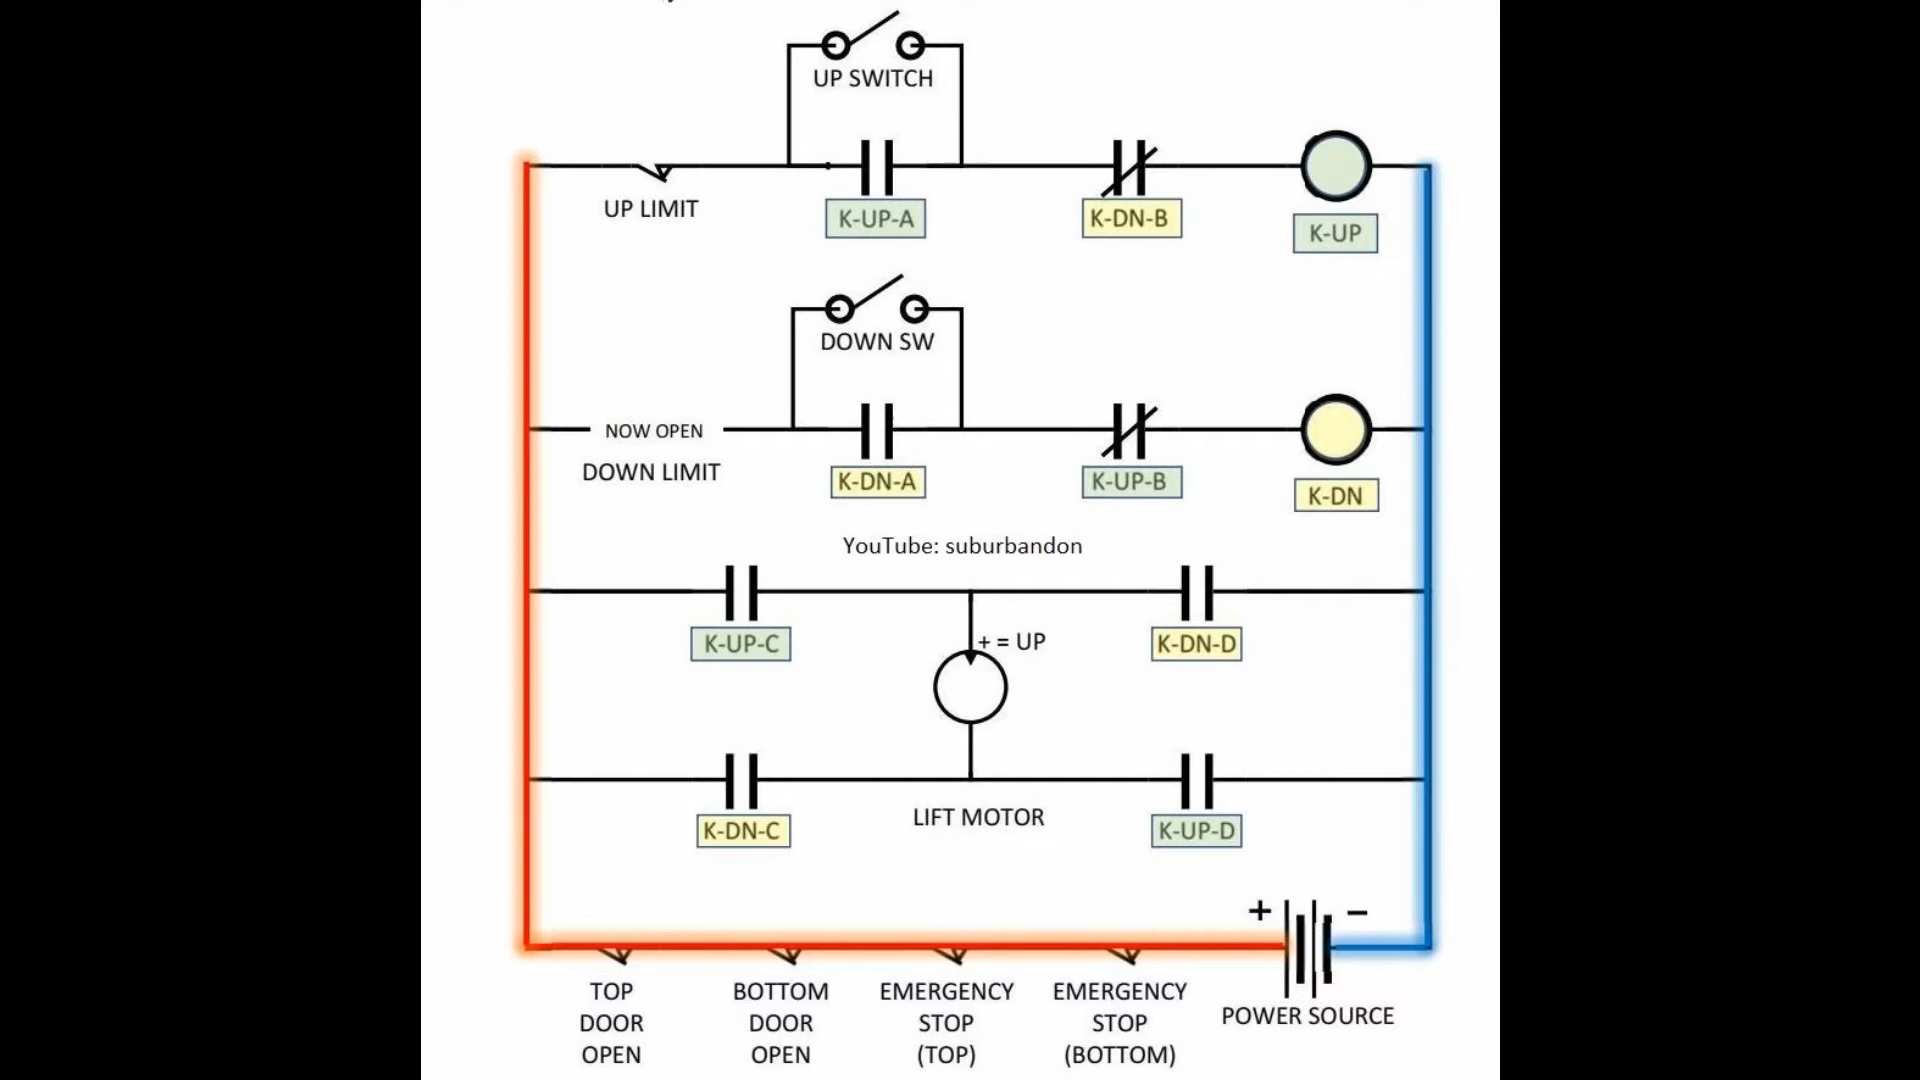 UP SWITCH
UP LIMIT
K-UP-A
K-DN-B
K-UP
DOWN SW
NOW OPEN
DOWN LIMIT
K-DN-A
K-UP-B
K-DN
YouTube: suburbandon
+ = UP
K-UP-C
K-DN-D
LIFT MOTOR
K-DN-C
K-UP-D
+ −
POWER SOURCE
TOP
DOOR
OPEN
BOTTOM
DOOR
OPEN
EMERGENCY
STOP
(TOP)
EMERGENCY
STOP
(BOTTOM)